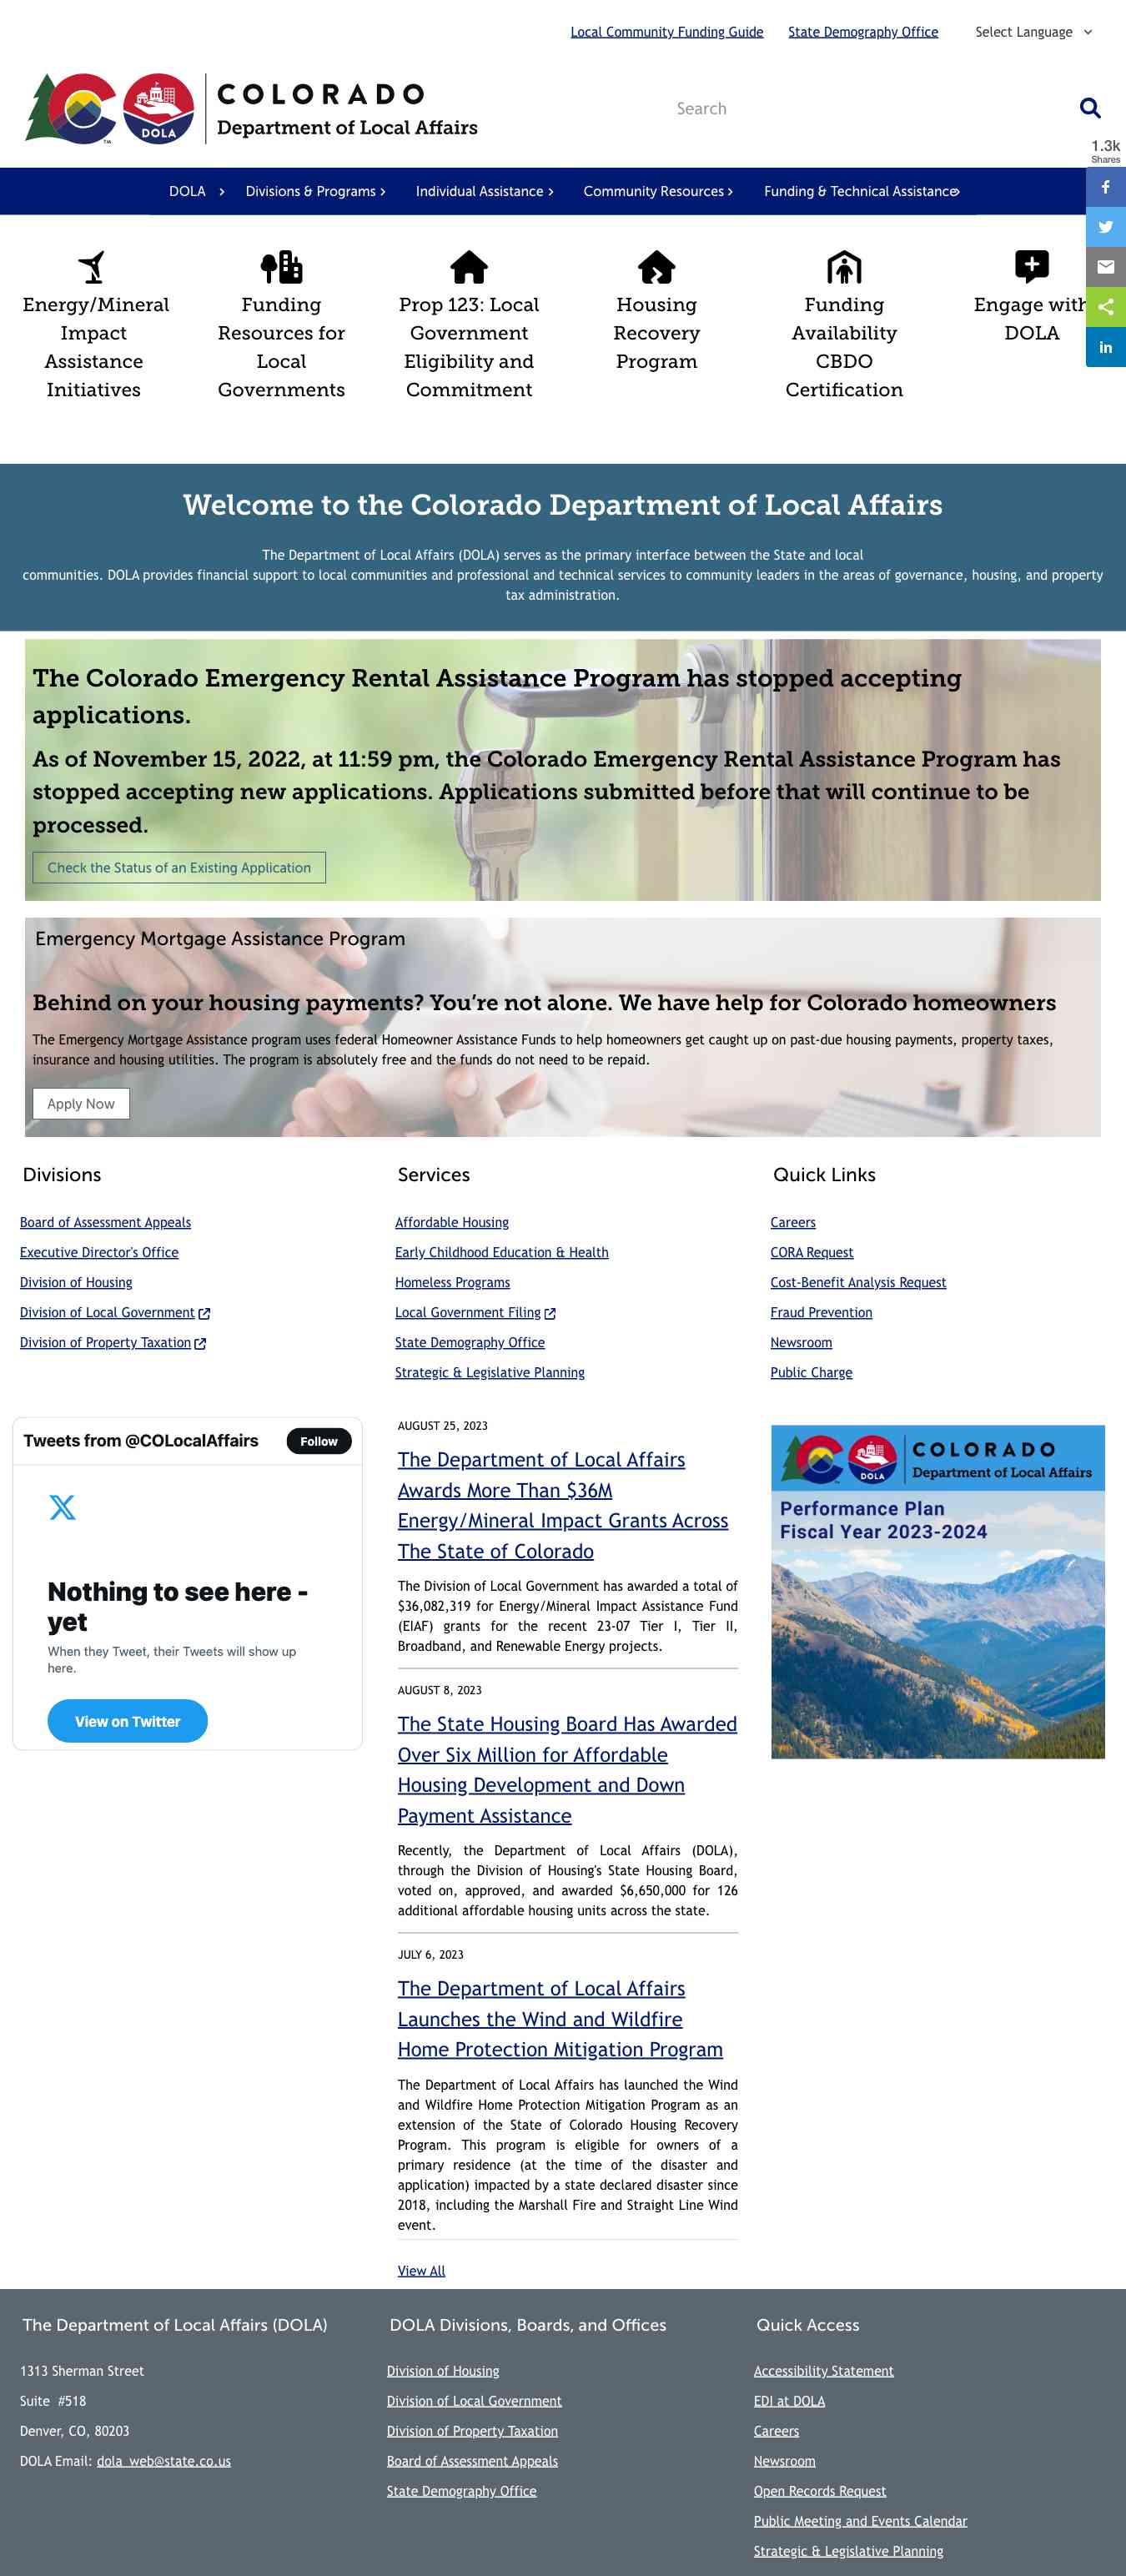 Local Community Funding Guide
State Demography Office
Select Language
COLORADO
Department of Local Affairs
DOLA
TM
Search
1.3k
Shares
DOLA
Divisions & Programs
Individual Assistance
Community Resources
Funding & Technical Assistance
Energy/Mineral
Impact
Assistance
Initiatives
Funding
Resources for
Local
Governments
Prop 123: Local
Government
Eligibility and
Commitment
Housing
Recovery
Program
Funding
Availability
CBDO
Certification
Engage with
DOLA
in
Welcome to the Colorado Department of Local Affairs
The Department of Local Affairs (DOLA) serves as the primary interface between the State and local
communities. DOLA provides financial support to local communities and professional and technical services to community leaders in the areas of governance, housing, and property
tax administration.
The Colorado Emergency Rental Assistance Program has stopped accepting
applications.
As of November 15, 2022, at 11:59 pm, the Colorado Emergency Rental Assistance Program has
stopped accepting new applications. Applications submitted before that will continue to be
processed.
Check the Status of an Existing Application
Emergency Mortgage Assistance Program
Behind on your housing payments? You're not alone. We have help for Colorado homeowners
The Emergency Mortgage Assistance program uses federal Homeowner Assistance Funds to help homeowners get caught up on past-due housing payments, property taxes,
insurance and housing utilities. The program is absolutely free and the funds do not need to be repaid.
Apply Now
Divisions
Board of Assessment Appeals
Executive Director's Office
Division of Housing
Division of Local Government
Division of Property Taxation
Services
Affordable Housing
Early Childhood Education & Health
Homeless Programs
Local Government Filing
State Demography Office
Strategic & Legislative Planning
Quick Links
Careers
CORA Request
Cost-Benefit Analysis Request
Fraud Prevention
Newsroom
Public Charge
Tweets from @COLocalAffairs
Follow
Nothing to see here -
yet
When they Tweet, their Tweets will show up
here.
View on Twitter
AUGUST 25, 2023
The Department of Local Affairs
Awards More Than $36M
Energy/Mineral Impact Grants Across
The State of Colorado
The Division of Local Government has awarded a total of
$36,082,319 for Energy/Mineral Impact Assistance Fund
(EIAF) grants for the recent 23-07 Tier I, Tier II,
Broadband, and Renewable Energy projects.
AUGUST 8, 2023
The State Housing Board Has Awarded
Over Six Million for Affordable
Housing Development and Down
Payment Assistance
Recently, the Department of Local Affairs (DOLA),
through the Division of Housing's State Housing Board,
voted on, approved, and awarded $6,650,000 for 126
additional affordable housing units across the state.
JULY 6, 2023
The Department of Local Affairs
Launches the Wind and Wildfire
Home Protection Mitigation Program
The Department of Local Affairs has launched the Wind
and Wildfire Home Protection Mitigation Program as an
extension of the State of Colorado Housing Recovery
Program. This program is eligible for owners of a
primary residence (at the time of the disaster and
application) impacted by a state declared disaster since
2018, including the Marshall Fire and Straight Line Wind
event.
View All
COLORADO
Department of Local Affairs
DOLA
Performance Plan
Fiscal Year 2023-2024
The Department of Local Affairs (DOLA)
1313 Sherman Street
Suite #518
Denver, CO, 80203
DOLA Email: dola_web@state.co.us
DOLA Divisions, Boards, and Offices
Division of Housing
Division of Local Government
Division of Property Taxation
Board of Assessment Appeals
State Demography Office
Quick Access
Accessibility Statement
EDI at DOLA
Careers
Newsroom
Open Records Request
Public Meeting and Events Calendar
Strategic & Legislative Planning